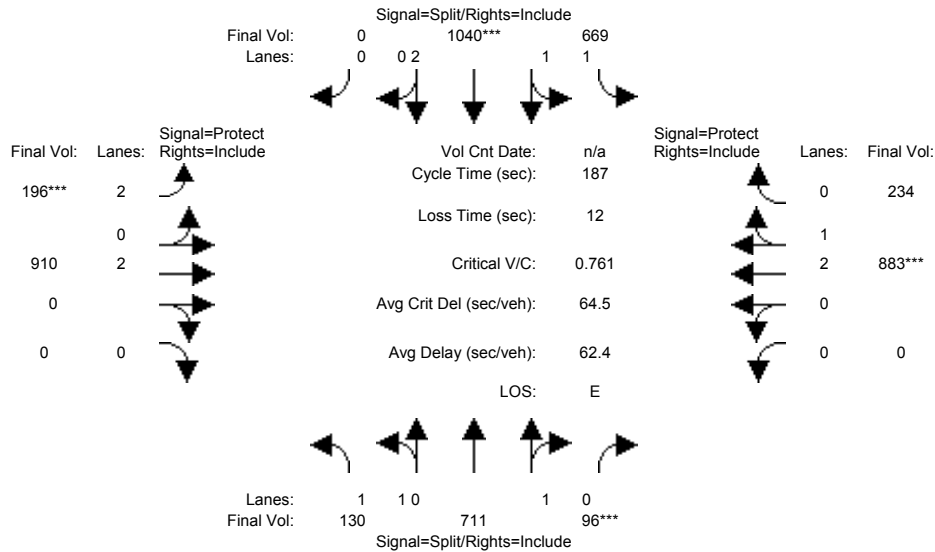 Signal=Split/Rights=Include
Final Vol: 0 1040*** 669
Lanes: 0 0 2 1 1
Signal=Protect Signal=Protect
Final Vol: Lanes: Rights=Include Vol Cnt Date: n/a Rights=Include Lanes: Final Vol:
Cycle Time (sec): 187
196*** 2 0 234
Loss Time (sec): 12
0 1
910 2 Critical V/C: 0.761 2 883***
0 Avg Crit Del (sec/veh): 64.5 0
0 0 Avg Delay (sec/veh): 62.4 0 0
LOS: E
Lanes: 1 1 0 1 0
Final Vol: 130 711 96***
Signal=Split/Rights=Include